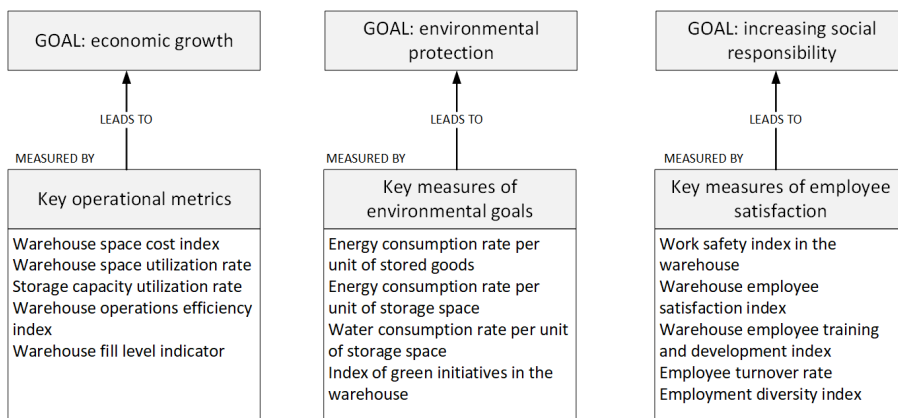 GOAL: economic growth
LEADS TO
MEASURED BY
Key operational metrics
Warehouse space cost index
Warehouse space utilization rate
Storage capacity utilization rate
Warehouse operations efficiency
index
Warehouse fill level indicator
GOAL: environmental
protection
LEADS TO
MEASURED BY
Key measures of
environmental goals
Energy consumption rate per
unit of stored goods
Energy consumption rate per
unit of storage space
Water consumption rate per unit
of storage space
Index of green initiatives in the
warehouse
GOAL: increasing social
responsibility
LEADS TO
MEASURED BY
Key measures of employee
satisfaction
Work safety index in the
warehouse
Warehouse employee
satisfaction index
Warehouse employee training
and development index
Employee turnover rate
Employment diversity index